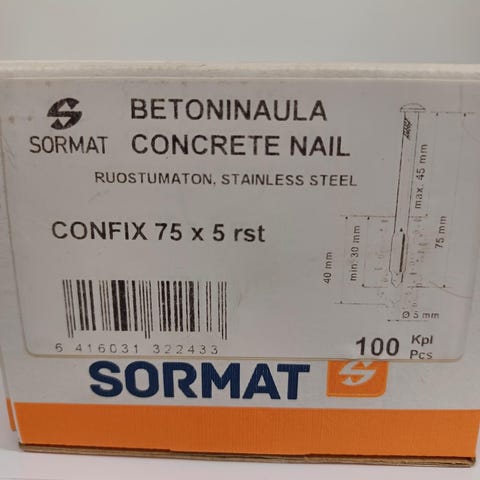 BETONINAULA
SORMAT CONCRETE NAIL
RUOSTUMATON, STAINLESS STEEL
CONFIX 75 x 5 rst
max. 45 mm
75 mm
min. 30 mm
40 mm
Ø 5 mm
6 416031 322433
100 Kpl
Pcs
SORMAT